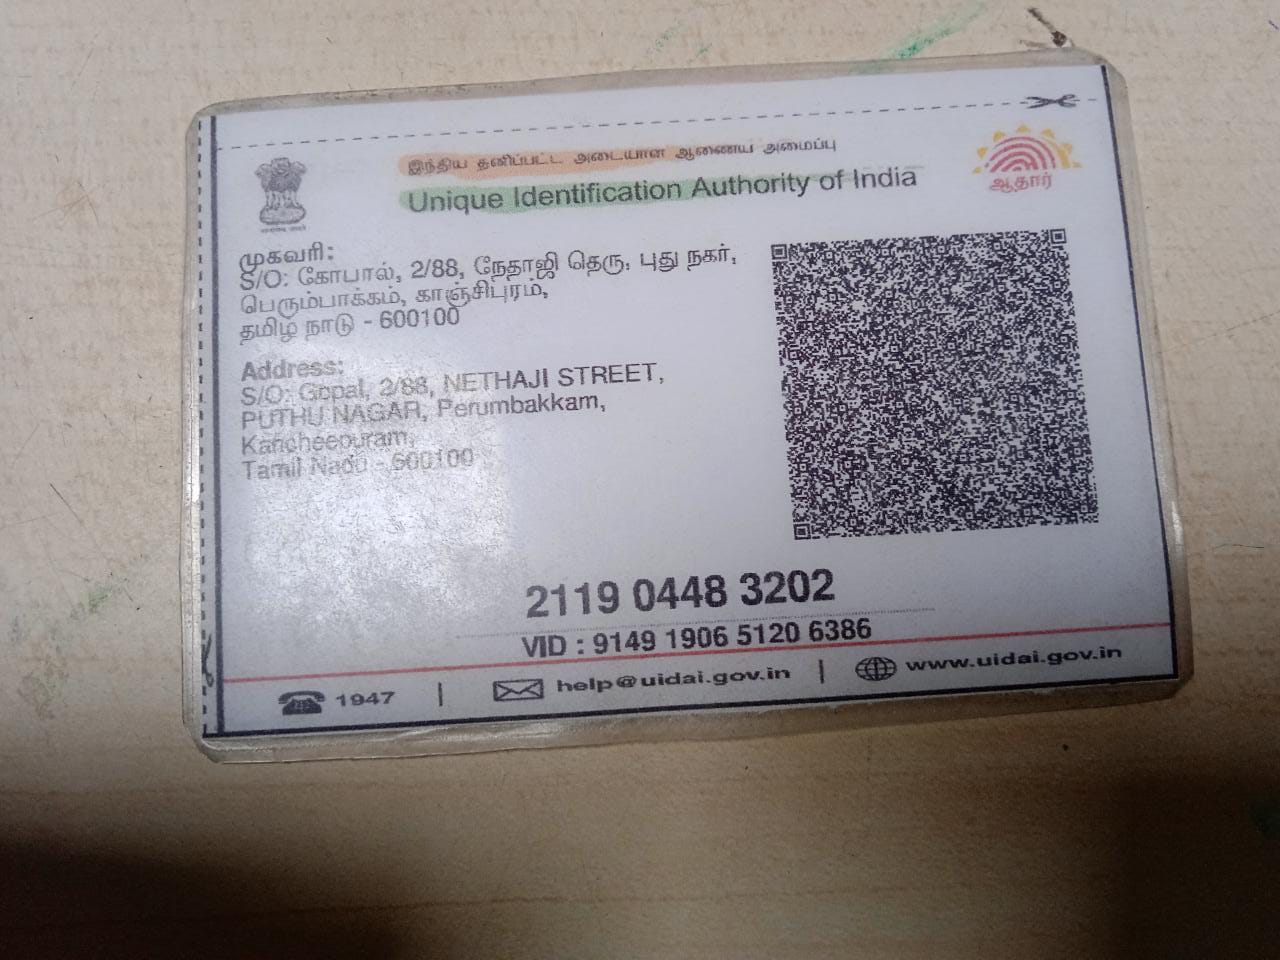 இந்திய தனிப்பட்ட அடையாள ஆணைய அமைப்பு
Unique Identification Authority of India
ஆதார்
முகவரி:
S/O: கோபால், 2/88, நேதாஜி தெரு, புது நகர்,
பெரும்பாக்கம், காஞ்சிபுரம்,
தமிழ் நாடு - 600100
Address:
S/O: Gopal, 2/88, NETHAJI STREET,
PUTHU NAGAR, Perumbakkam,
Kancheepuram,
Tamil Nadu - 600100
2119 0448 3202
VID : 9149 1906 5120 6386
1947 | help@uidai.gov.in | www.uidai.gov.in